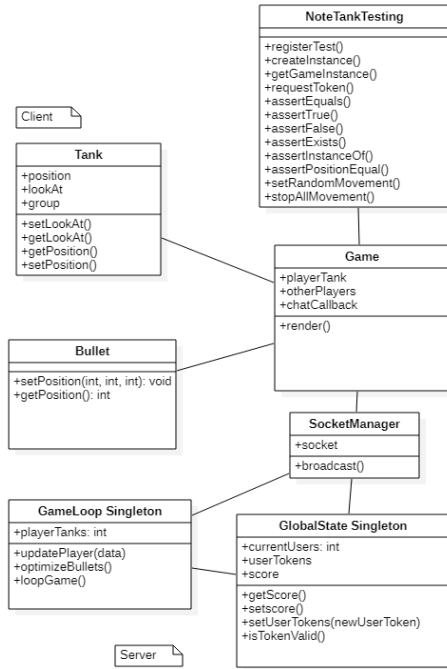 NoteTankTesting
+registerTest()
+createInstance()
+getGameInstance()
+requestToken()
+assertEquals()
+assertTrue()
+assertFalse()
+assertExists()
+assertInstanceOf()
+assertPositionEqual()
+setRandomMovement()
+stopAllMovement()
Client
Tank
+position
+lookAt
+group
+setLookAt()
+getLookAt()
+getPosition()
+setPosition()
Game
+playerTank
+otherPlayers
+chatCallback
+render()
Bullet
+setPosition(int, int, int): void
+getPosition(): int
SocketManager
+socket
+broadcast()
GameLoop Singleton
+playerTanks: int
+updatePlayer(data)
+optimizeBullets()
+loopGame()
GlobalState Singleton
+currentUsers: int
+userTokens
+score
+getScore()
+setscore()
+setUserTokens(newUserToken)
+isTokenValid()
Server